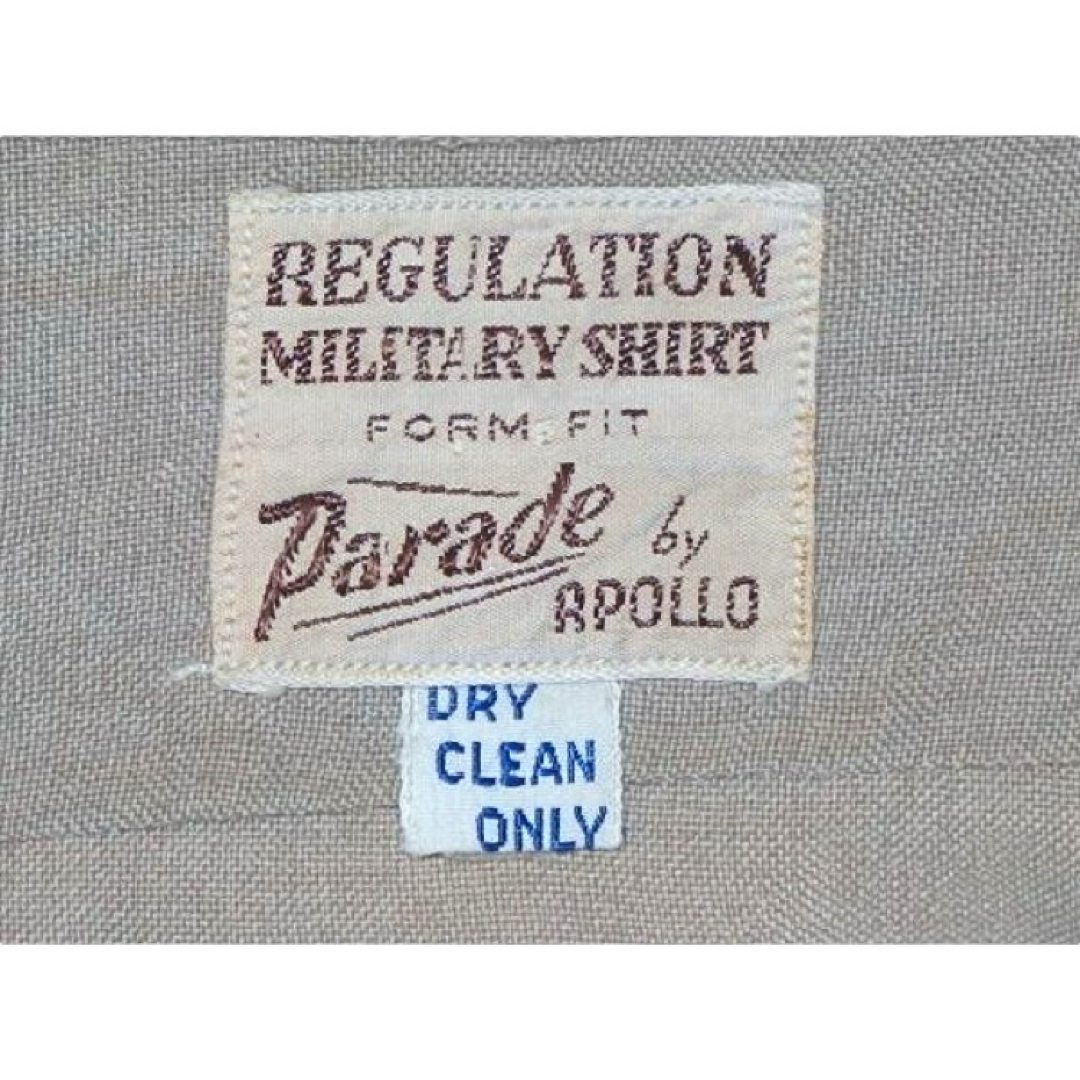 REGULATION
MILITARY SHIRT
FORM FIT
Parade by
APOLLO
DRY
CLEAN
ONLY